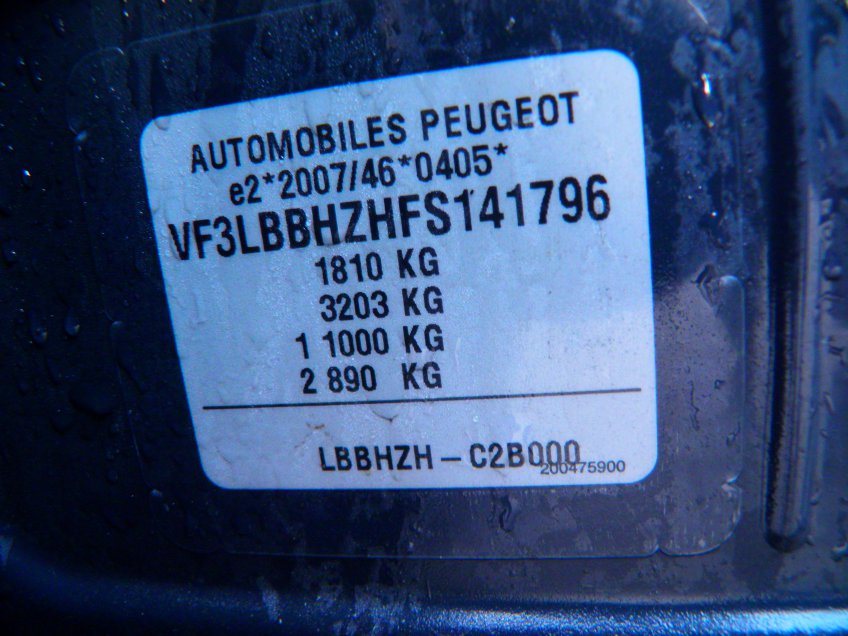 AUTOMOBILES PEUGEOT
e2*2007/46*0405*
VF3LBBHZHFS141796
1810 KG
3203 KG
1 1000 KG
2 890 KG
LBBHZH – C2B000
200475900